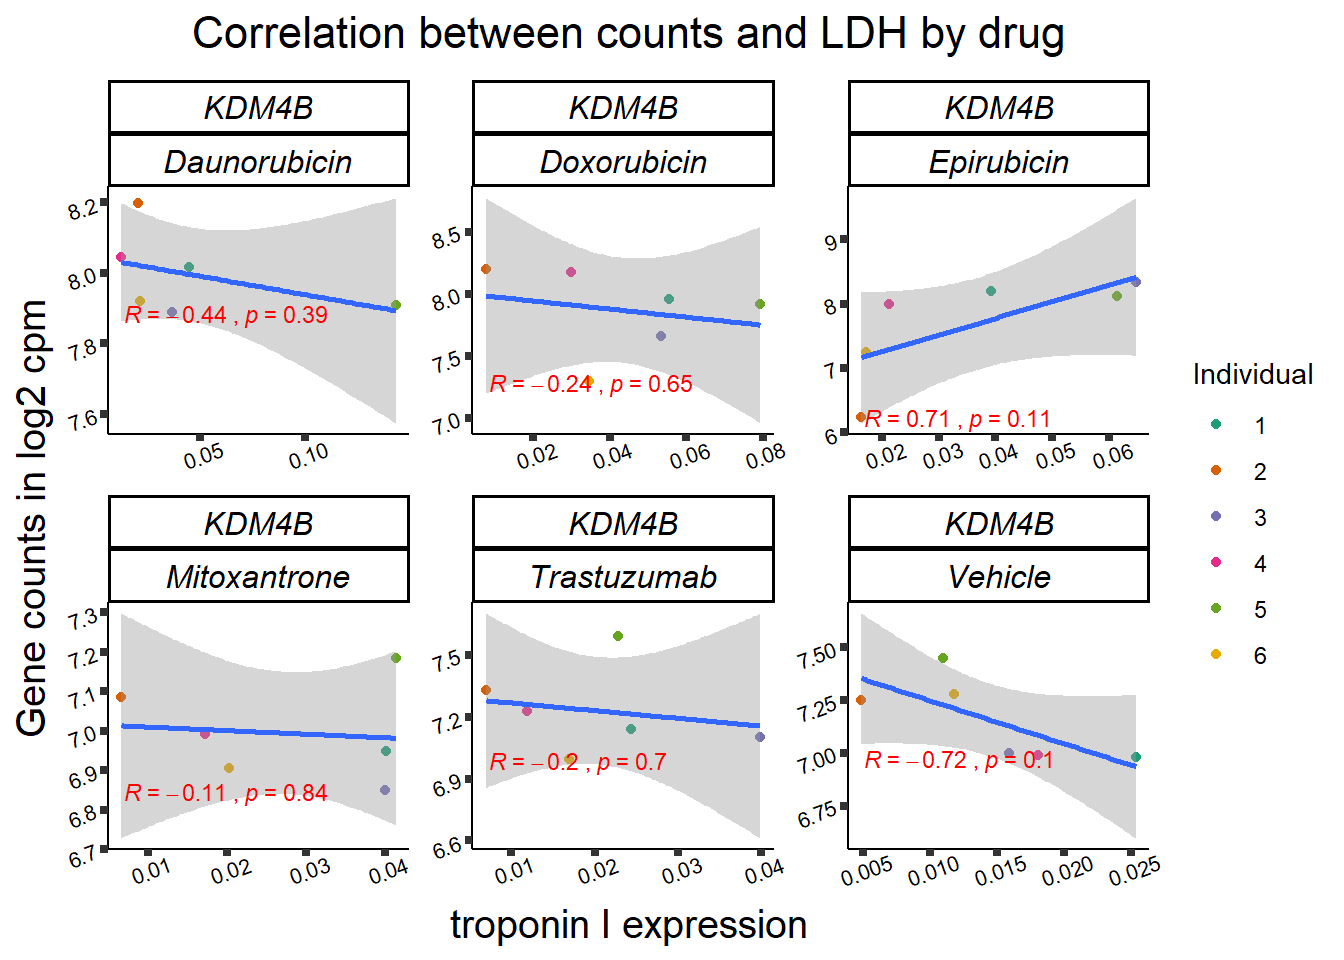 Correlation between counts and LDH by drug
KDM4B
Daunorubicin
8.2
8.0
7.8
7.6
R = −0.44 , p = 0.39
0.05
0.10
KDM4B
Doxorubicin
8.5
8.0
7.5
7.0
R = −0.24 , p = 0.65
0.02
0.04
0.06
0.08
KDM4B
Epirubicin
9
8
7
6
R = 0.71 , p = 0.11
0.02
0.03
0.04
0.05
0.06
KDM4B
Mitoxantrone
7.3
7.2
7.1
7.0
6.9
6.8
6.7
R = −0.11 , p = 0.84
0.01
0.02
0.03
0.04
KDM4B
Trastuzumab
7.5
7.2
6.9
6.6
R = −0.2 , p = 0.7
0.01
0.02
0.03
0.04
KDM4B
Vehicle
7.50
7.25
7.00
6.75
R = −0.72 , p = 0.1
0.005
0.010
0.015
0.020
0.025
Gene counts in log2 cpm
troponin I expression
Individual
1
2
3
4
5
6